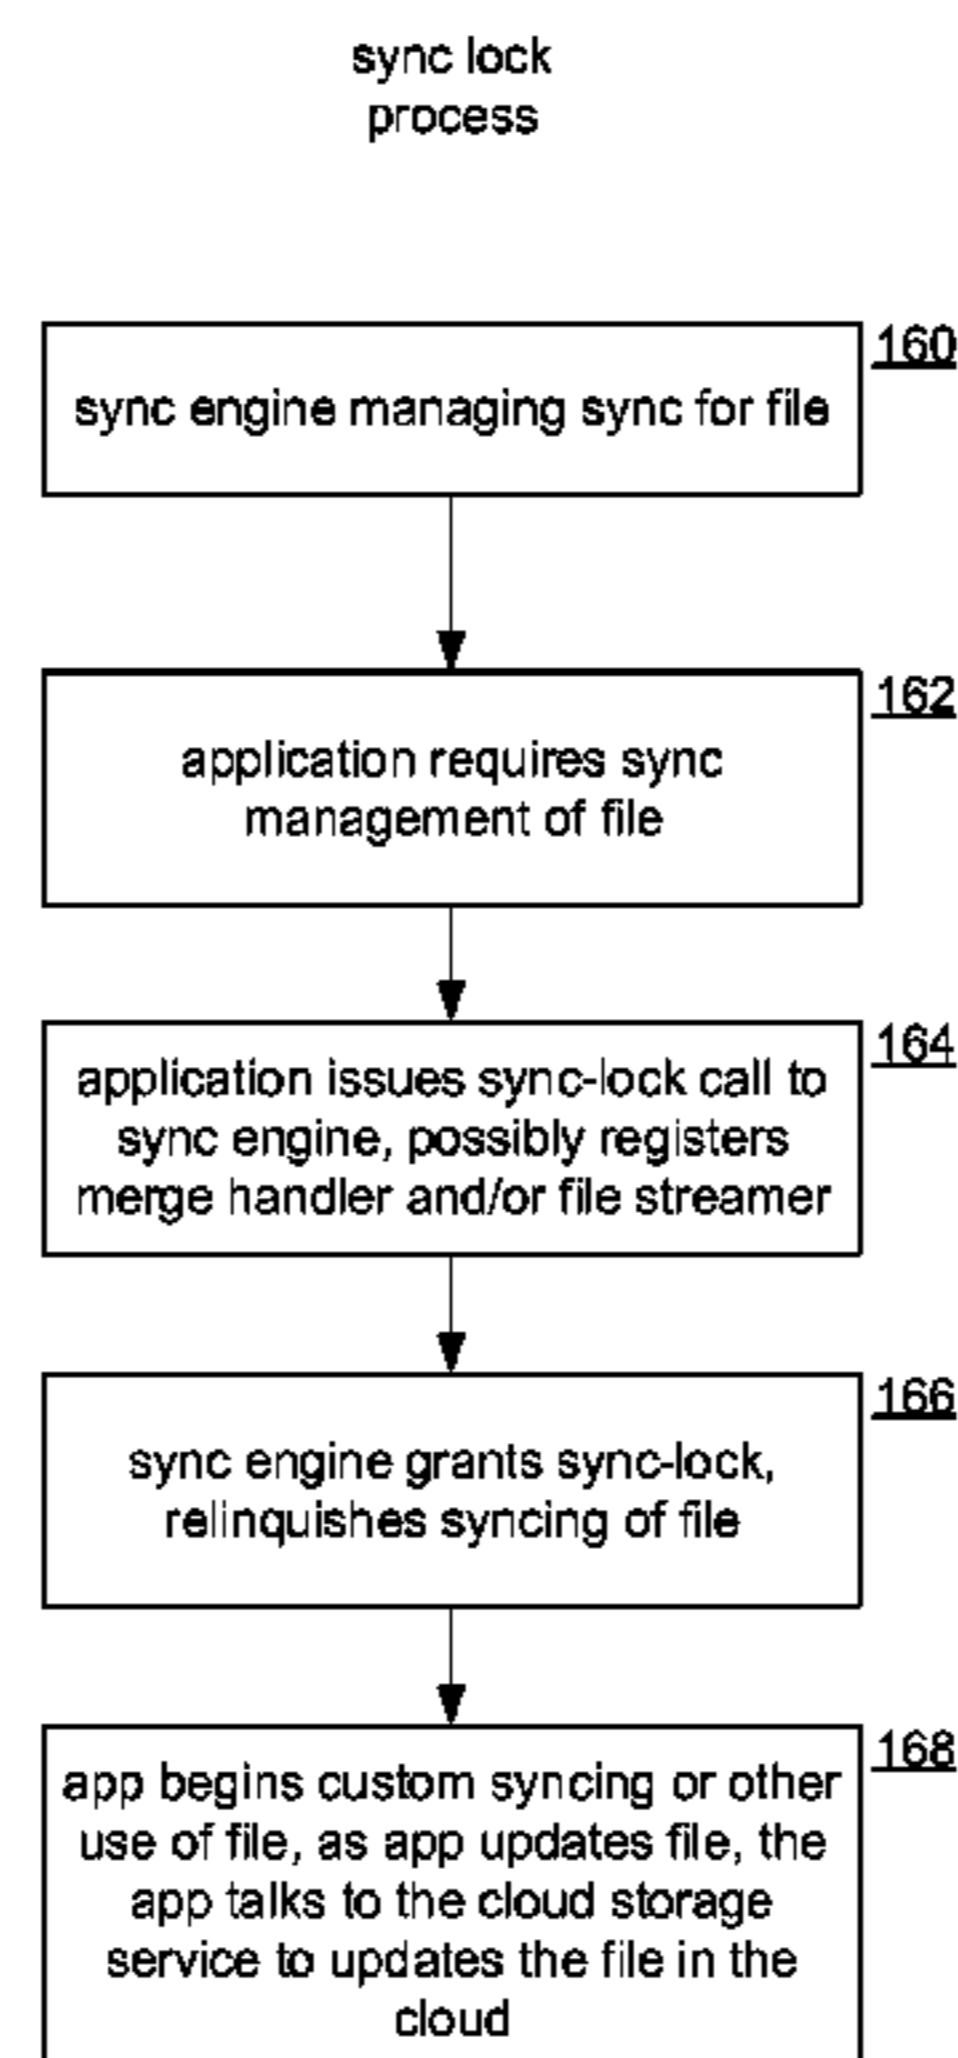 sync lock
process
160
sync engine managing sync for file
162
application requires sync
management of file
164
application issues sync-lock call to
sync engine, possibly registers
merge handler and/or file streamer
166
sync engine grants sync-lock,
relinquishes syncing of file
168
app begins custom syncing or other
use of file, as app updates file, the
app talks to the cloud storage
service to updates the file in the
cloud